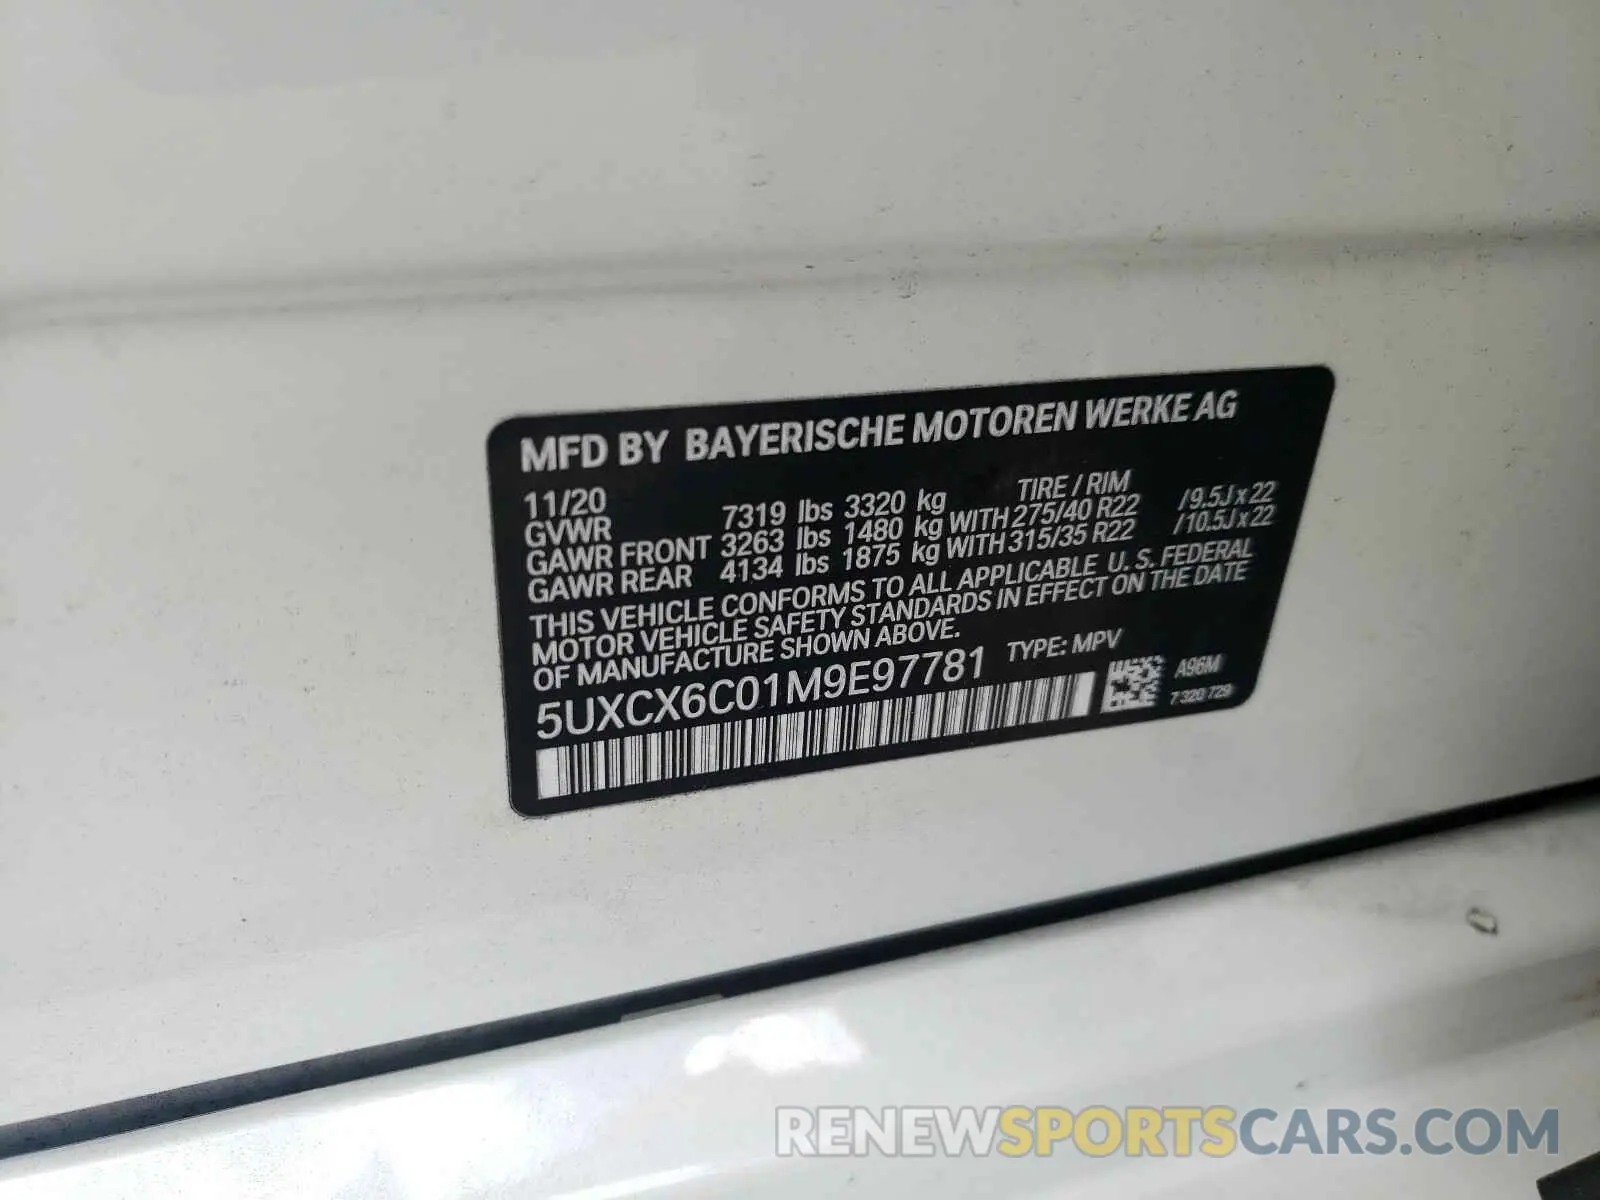 MFD BY BAYERISCHE MOTOREN WERKE AG
11/20 TIRE / RIM
GVWR 7319 lbs 3320 kg
GAWR FRONT 3263 lbs 1480 kg WITH 275/40 R22 /9.5J x 22
GAWR REAR 4134 lbs 1875 kg WITH 315/35 R22 /10.5J x 22
THIS VEHICLE CONFORMS TO ALL APPLICABLE U. S. FEDERAL
MOTOR VEHICLE SAFETY STANDARDS IN EFFECT ON THE DATE
OF MANUFACTURE SHOWN ABOVE.
5UXCX6C01M9E97781 TYPE: MPV
A96M
7 320 729
RENEWSPORTSCARS.COM